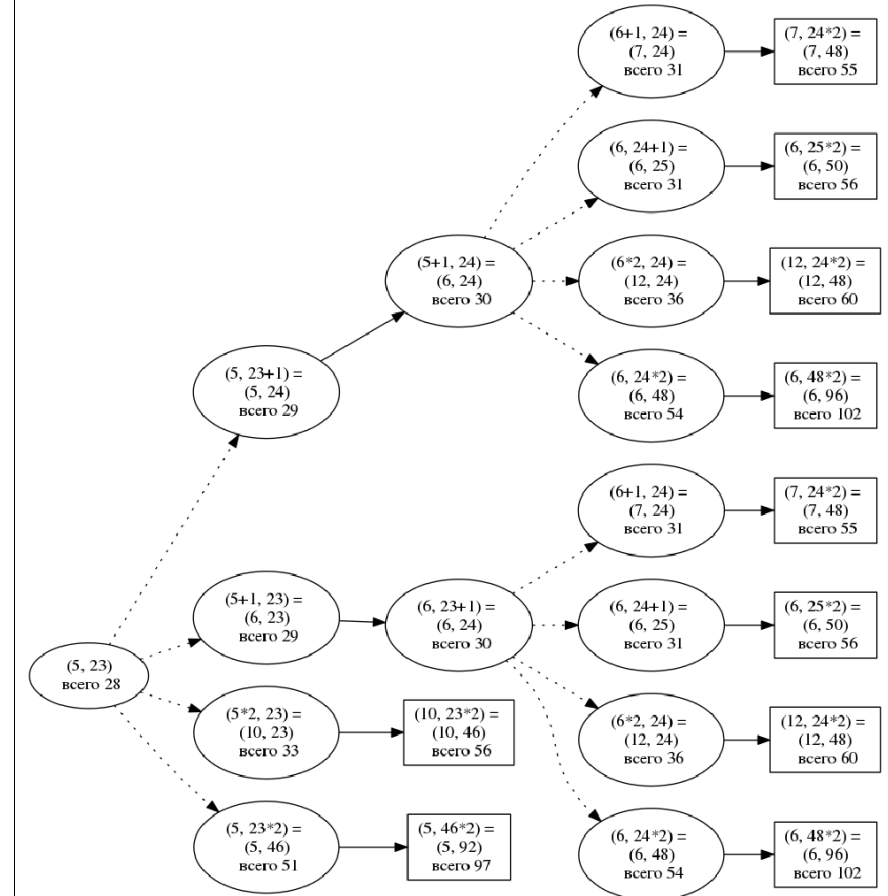 (6+1, 24) =
(7, 24)
всего 31
(7, 24*2) =
(7, 48)
всего 55
(6, 24+1) =
(6, 25)
всего 31
(6, 25*2) =
(6, 50)
всего 56
(5+1, 24) =
(6, 24)
всего 30
(6*2, 24) =
(12, 24)
всего 36
(12, 24*2) =
(12, 48)
всего 60
(5, 23+1) =
(5, 24)
всего 29
(6, 24*2) =
(6, 48)
всего 54
(6, 48*2) =
(6, 96)
всего 102
(6+1, 24) =
(7, 24)
всего 31
(7, 24*2) =
(7, 48)
всего 55
(5, 23)
всего 28
(5+1, 23) =
(6, 23)
всего 29
(6, 23+1) =
(6, 24)
всего 30
(6, 24+1) =
(6, 25)
всего 31
(6, 25*2) =
(6, 50)
всего 56
(5*2, 23) =
(10, 23)
всего 33
(10, 23*2) =
(10, 46)
всего 56
(6*2, 24) =
(12, 24)
всего 36
(12, 24*2) =
(12, 48)
всего 60
(5, 23*2) =
(5, 46)
всего 51
(5, 46*2) =
(5, 92)
всего 97
(6, 24*2) =
(6, 48)
всего 54
(6, 48*2) =
(6, 96)
всего 102